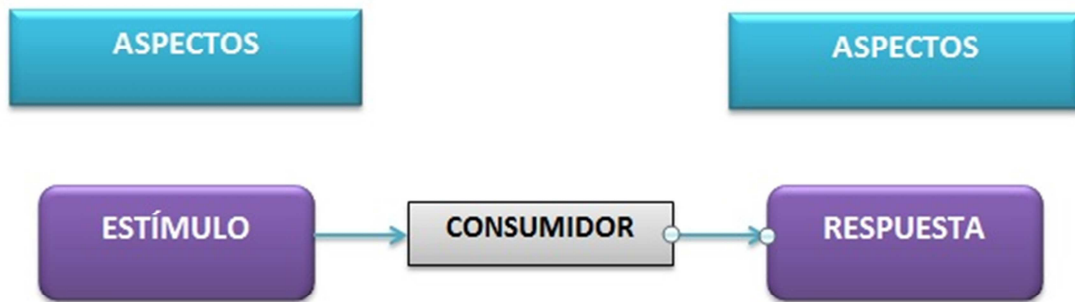 ASPECTOS
ASPECTOS
ESTÍMULO
CONSUMIDOR
RESPUESTA